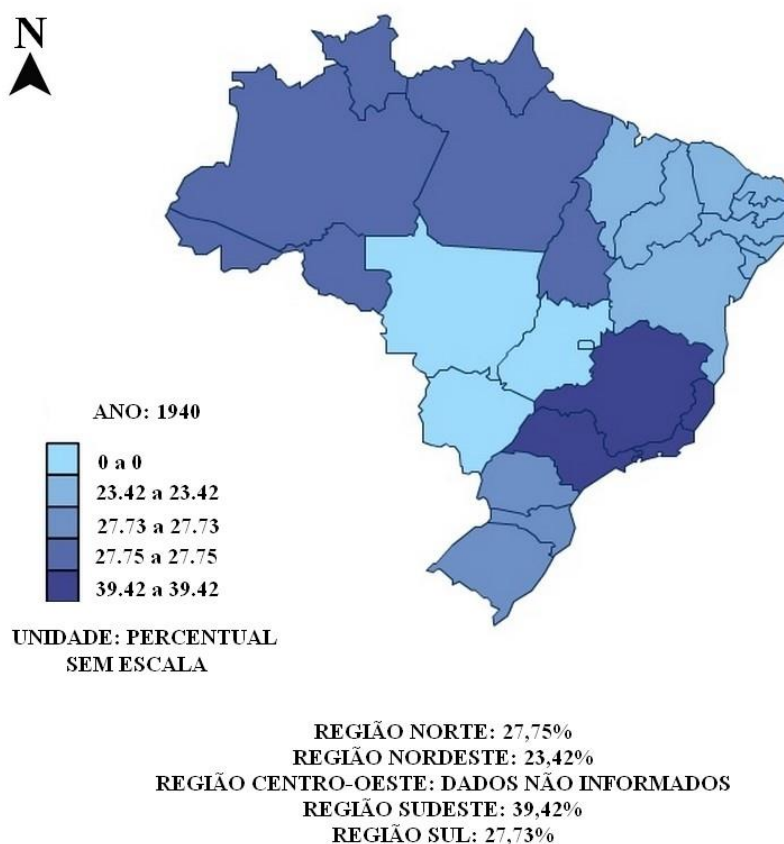 N
ANO: 1940
0 a 0
23.42 a 23.42
27.73 a 27.73
27.75 a 27.75
39.42 a 39.42
UNIDADE: PERCENTUAL
SEM ESCALA
REGIÃO NORTE: 27,75%
REGIÃO NORDESTE: 23,42%
REGIÃO CENTRO-OESTE: DADOS NÃO INFORMADOS
REGIÃO SUDESTE: 39,42%
REGIÃO SUL: 27,73%